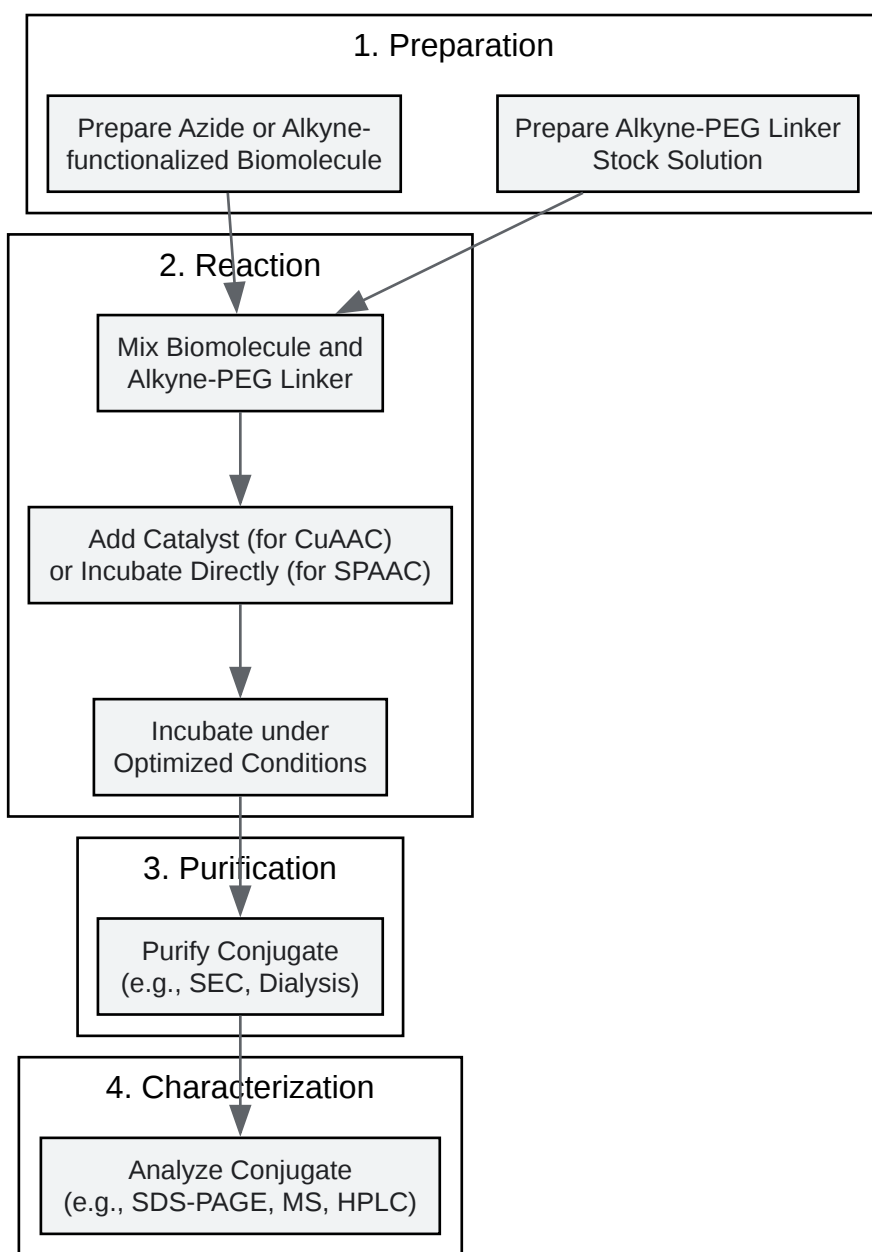 1. Preparation
Prepare Azide or Alkyne-
functionalized Biomolecule
Prepare Alkyne-PEG Linker
Stock Solution
2. Reaction
Mix Biomolecule and
Alkyne-PEG Linker
Add Catalyst (for CuAAC)
or Incubate Directly (for SPAAC)
Incubate under
Optimized Conditions
3. Purification
Purify Conjugate
(e.g., SEC, Dialysis)
4. Characterization
Analyze Conjugate
(e.g., SDS-PAGE, MS, HPLC)